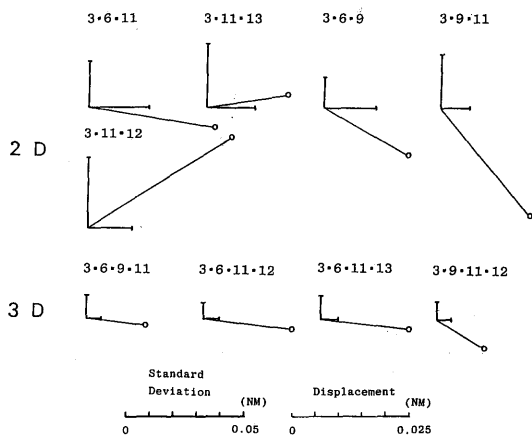 3·6·11 3·11·13 3·6·9 3·9·11
2 D
3·11·12
3·6·9·11 3·6·11·12 3·6·11·13 3·9·11·12
3 D
Standard
Deviation
(NM)
Displacement
(NM)
0 0.05 0 0.025